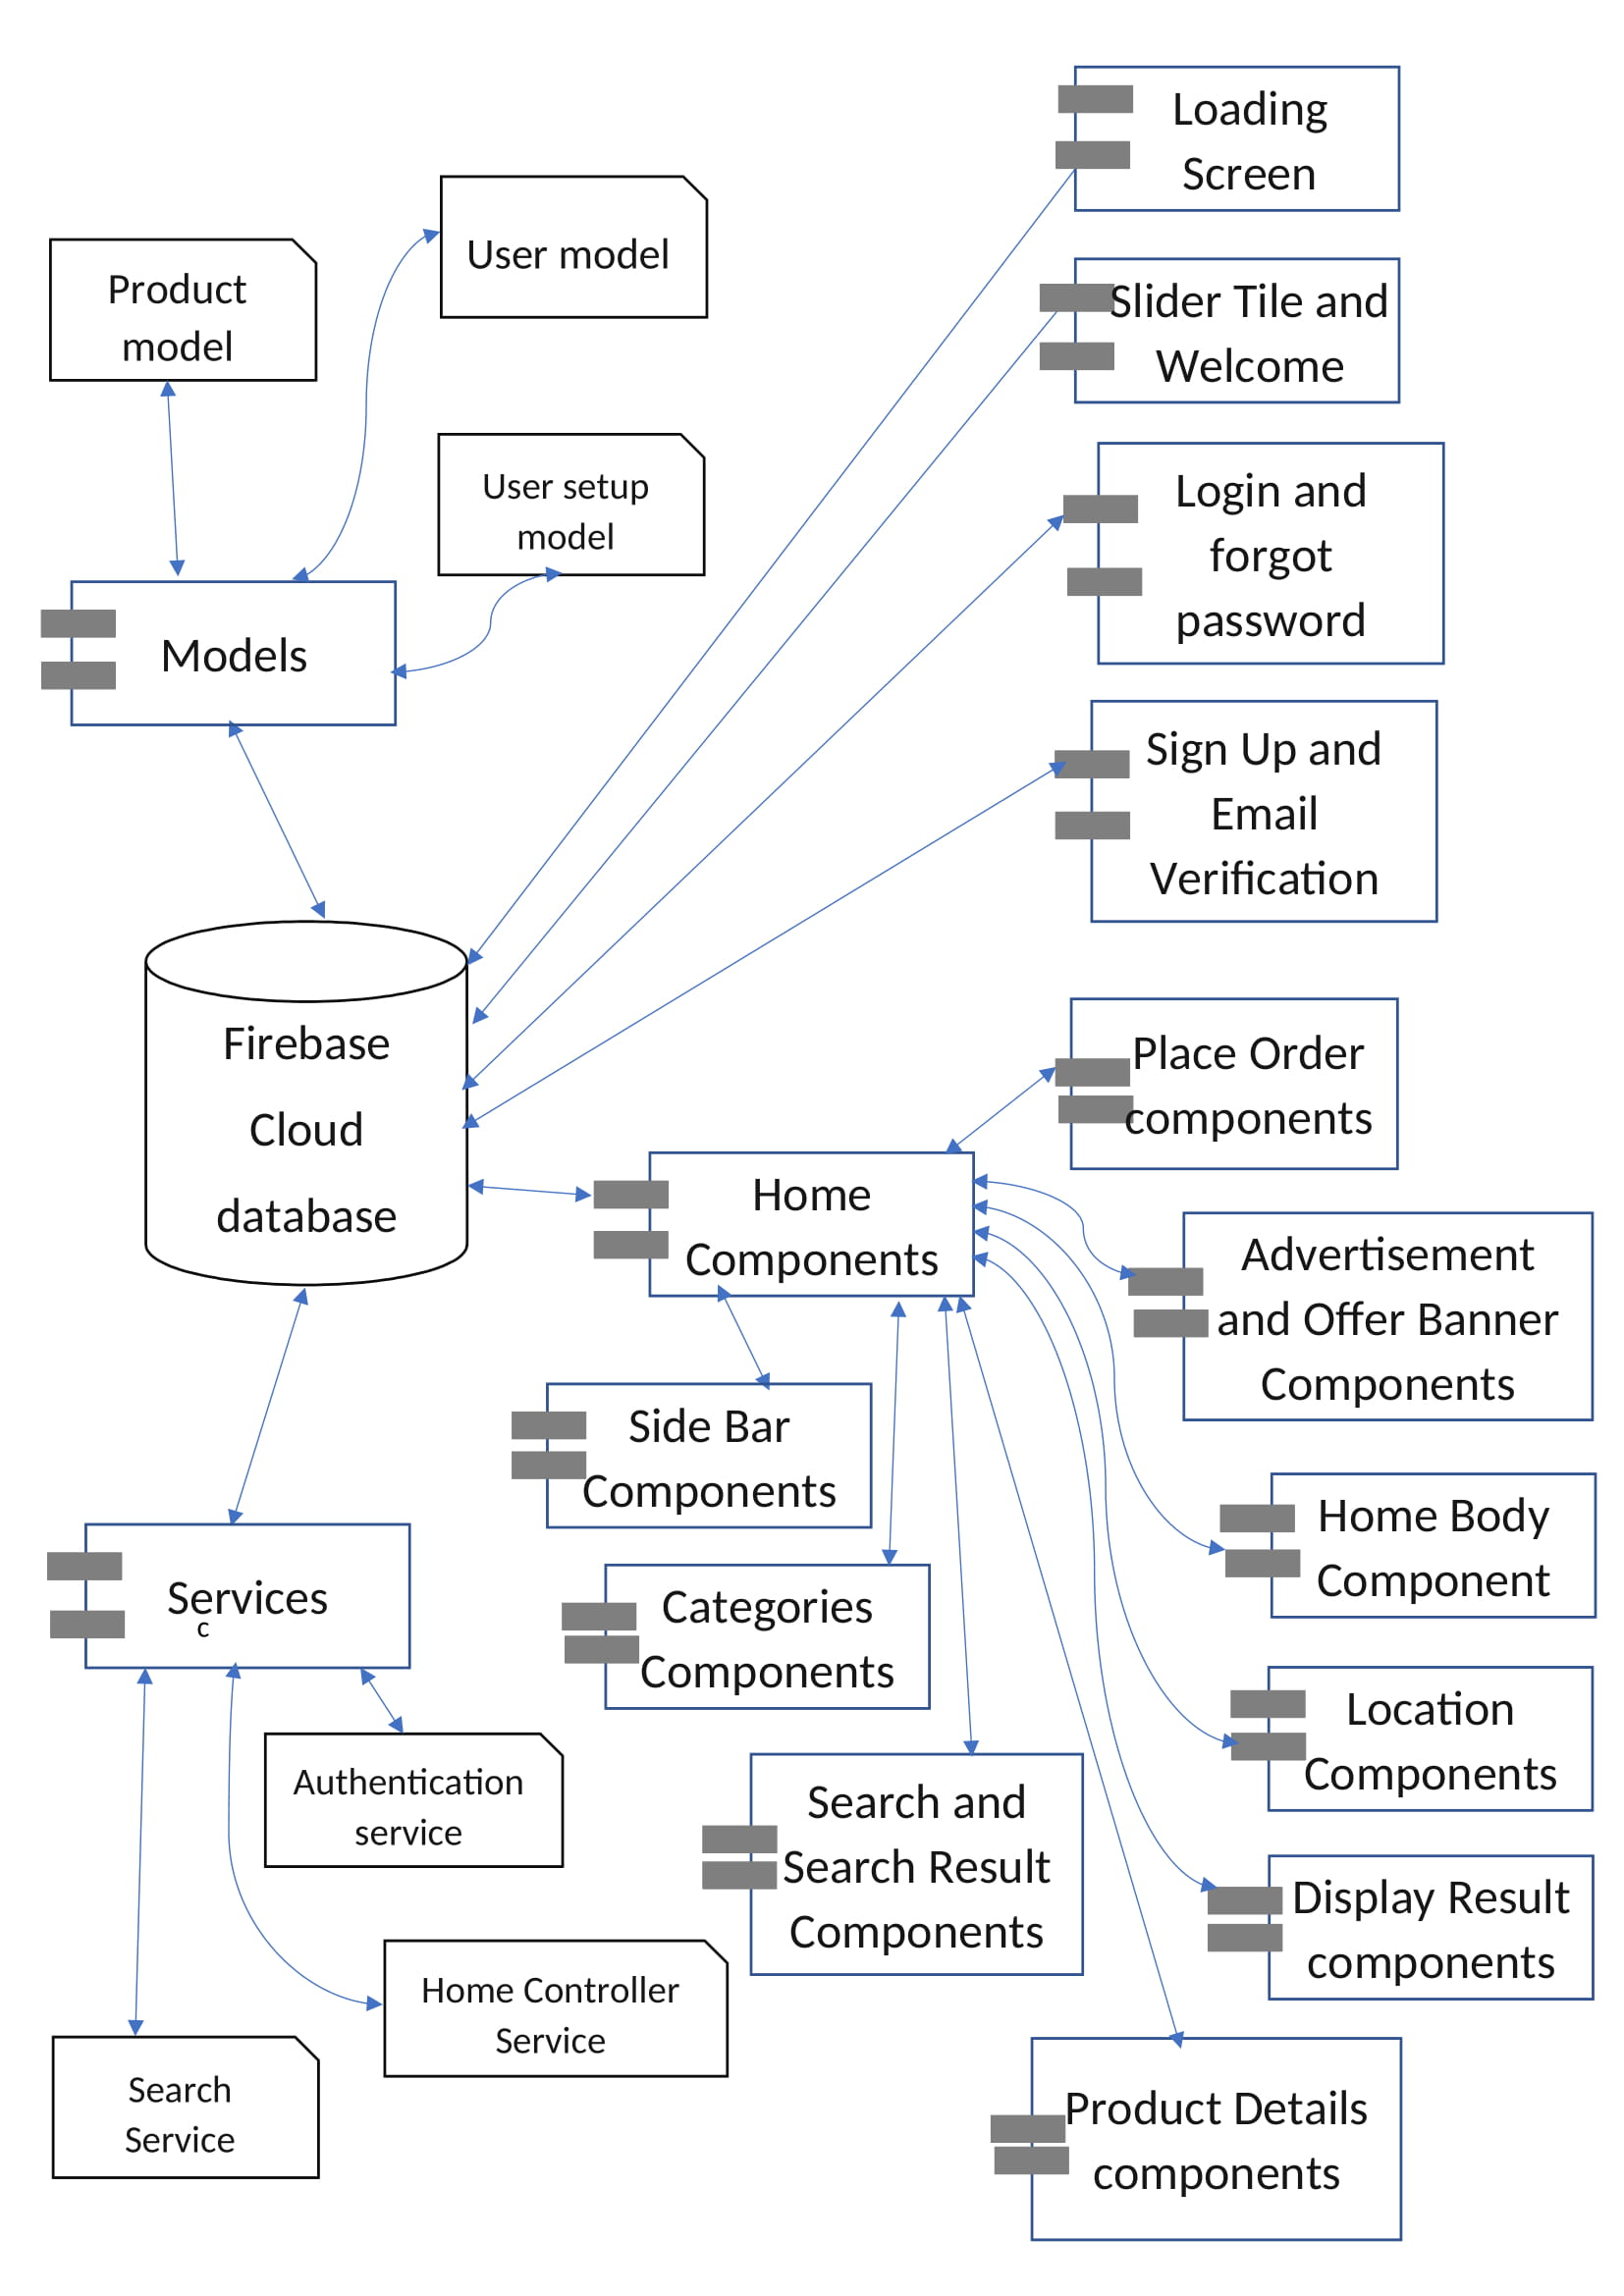 Loading
Screen
User model
Product
model
Slider Tile and
Welcome
User setup
model
Login and
forgot
password
Models
Sign Up and
Email
Verification
Firebase
Cloud
database
Place Order
components
Home
Components
Advertisement
and Offer Banner
Components
Side Bar
Components
Home Body
Component
Services
c
Categories
Components
Location
Components
Authentication
service
Search and
Search Result
Components
Display Result
components
Home Controller
Service
Search
Service
Product Details
components